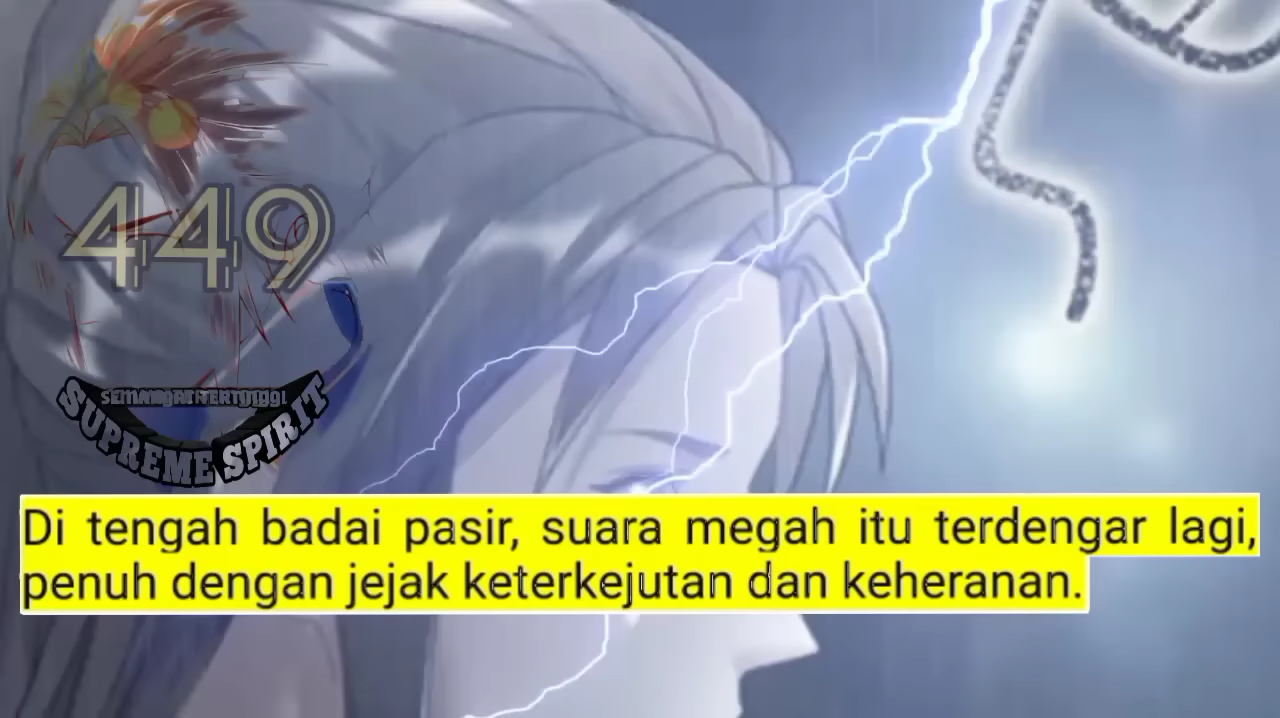 449
SUPREME SPIRIT
Di tengah badai pasir, suara megah itu terdengar lagi,
penuh dengan jejak keterkejutan dan keheranan.